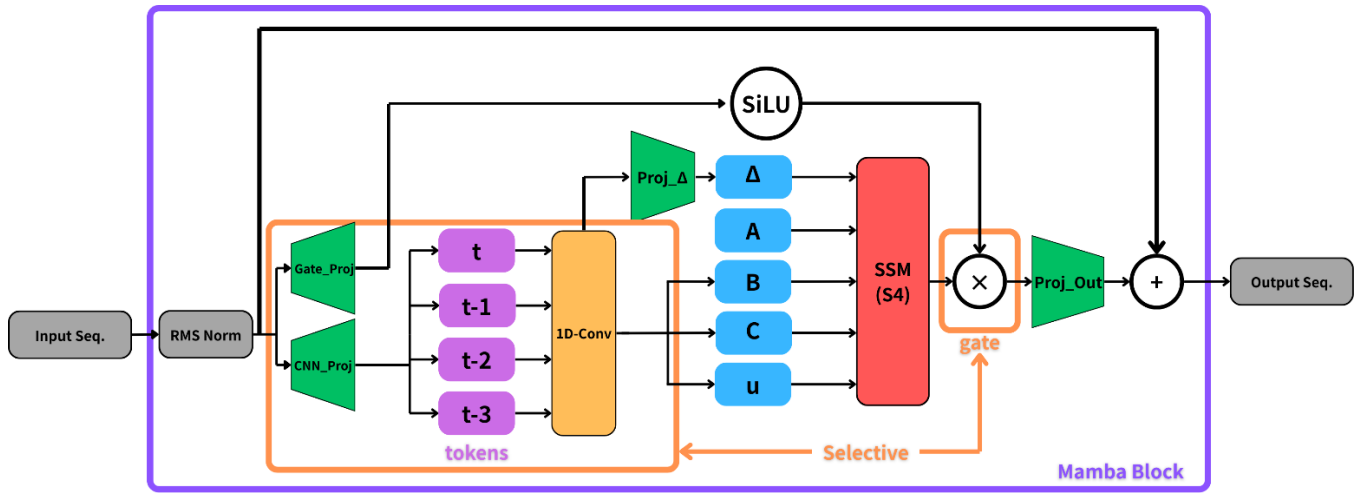 SiLU
Proj_Δ
Δ
A
B
C
u
Gate_Proj
CNN_Proj
t
t-1
t-2
t-3
tokens
1D-Conv
SSM
(S4)
×
gate
Proj_Out
+
Input Seq.
RMS Norm
Output Seq.
Selective
Mamba Block